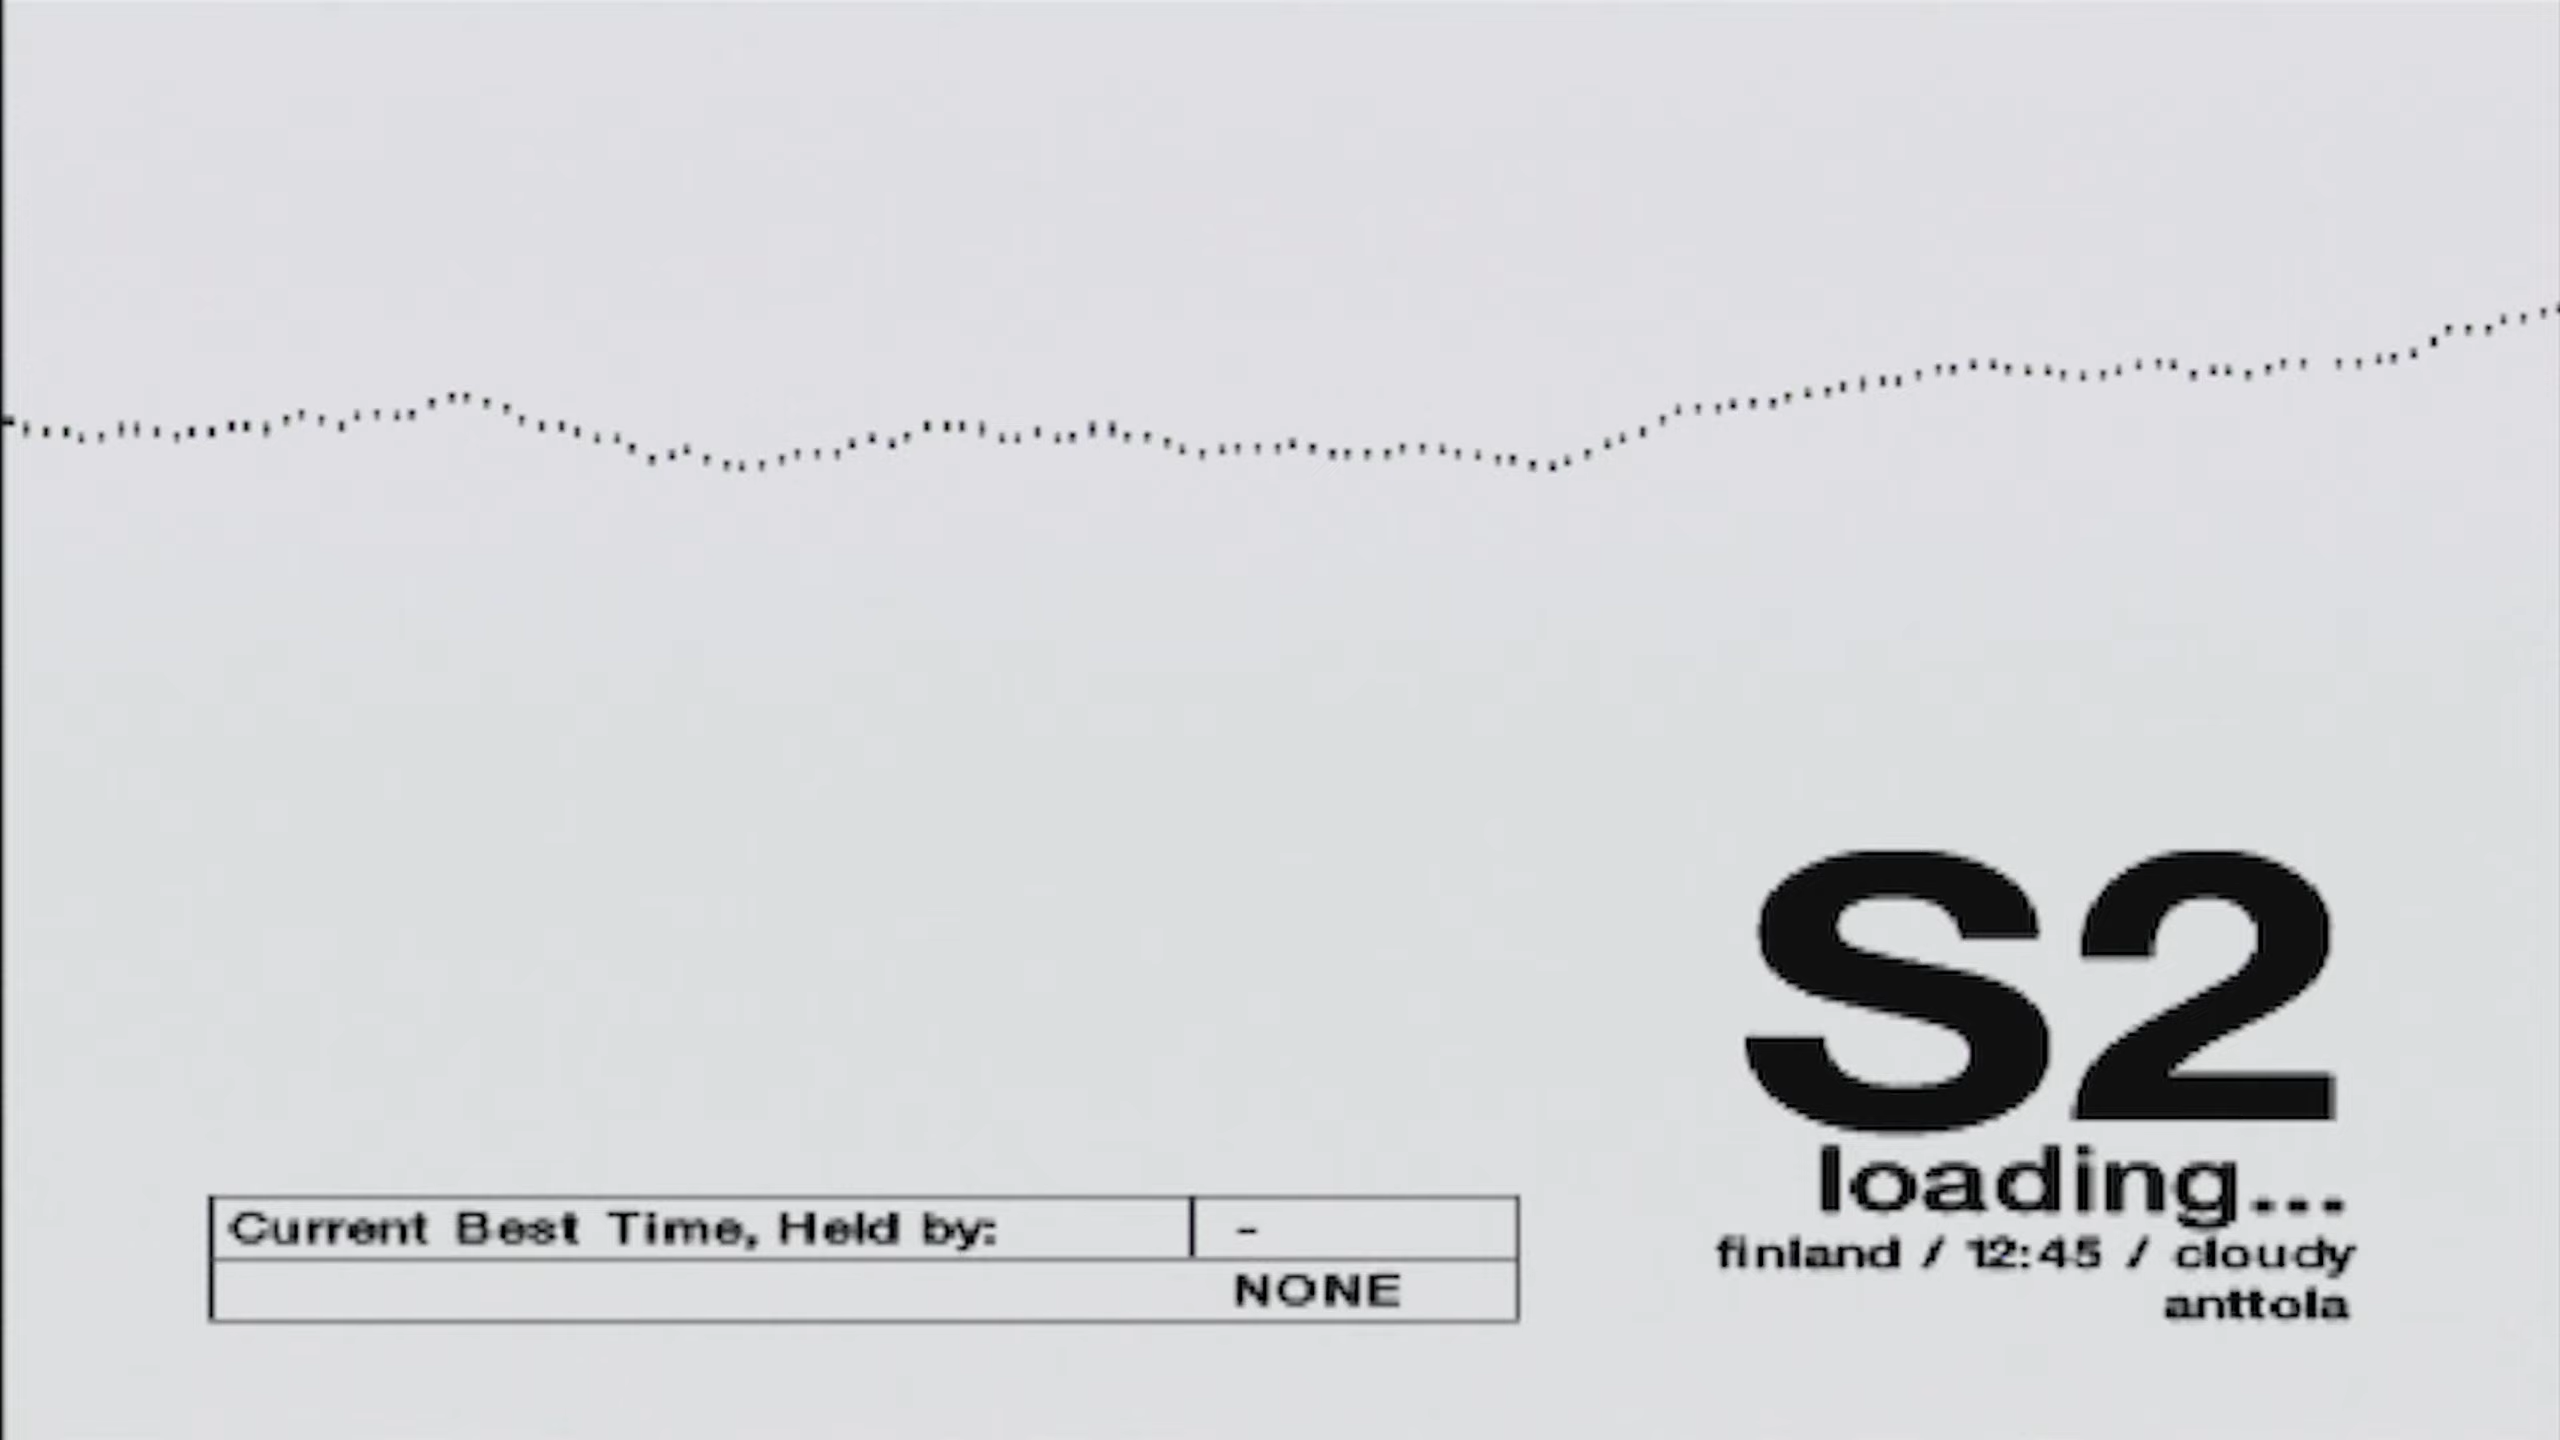 S2
loading...
finland / 12:45 / cloudy
anttola
Current Best Time, Held by: -
NONE